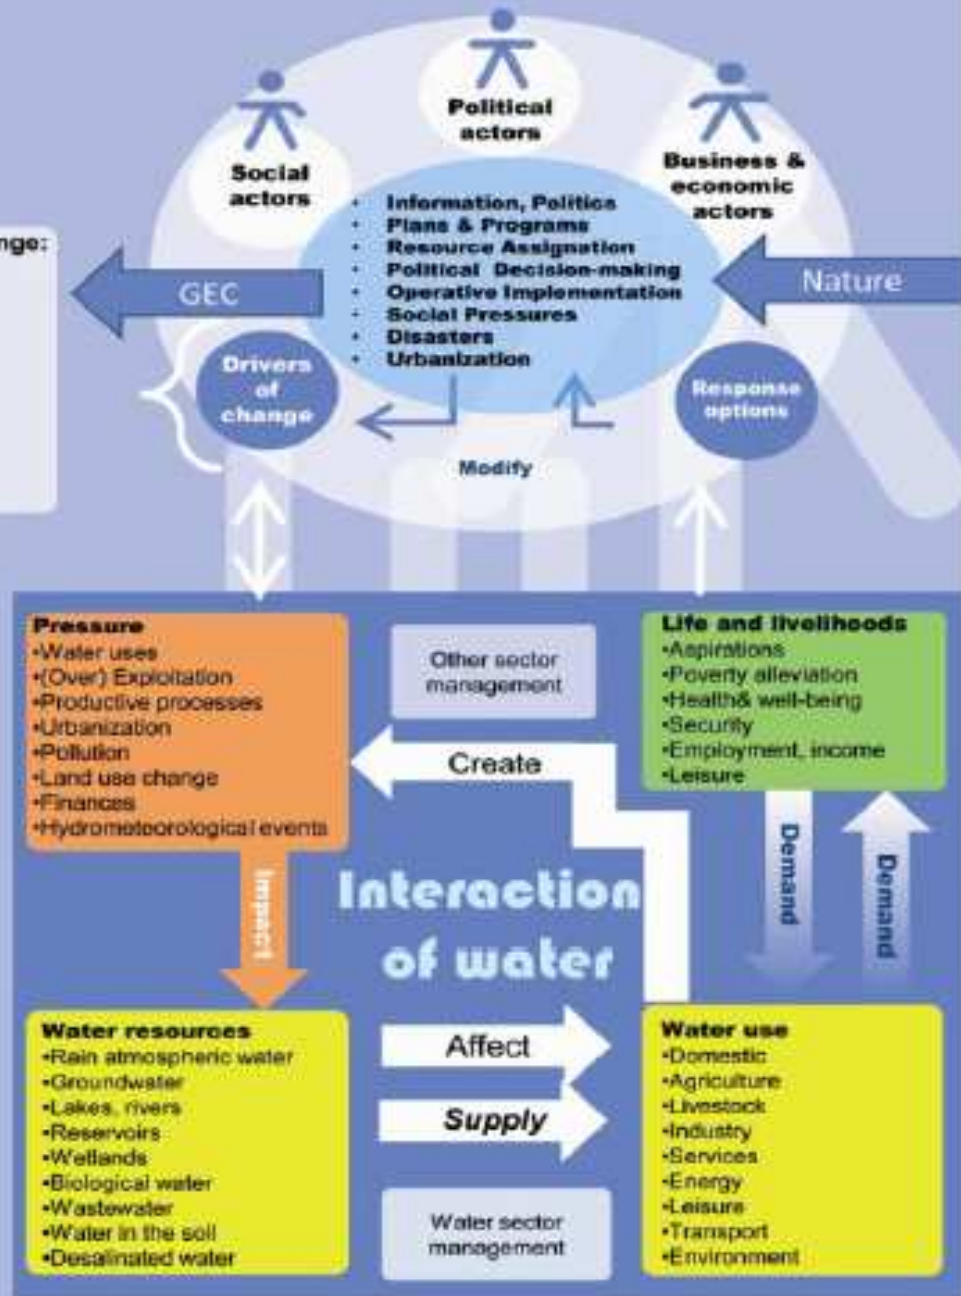 Political
actors
Social
actors
Business &
economic
actors
• Information, Politics
• Plans & Programs
• Resource Assignation
• Political Decision-making
• Operative Implementation
• Social Pressures
• Disasters
• Urbanization
nge:
GEC
Nature
Drivers
of
change
Response
options
Modify
Pressure
•Water uses
•(Over) Exploitation
•Productive processes
•Urbanization
•Pollution
•Land use change
•Finances
•Hydrometeorological events
Other sector
management
Life and livelihoods
•Aspirations
•Poverty alleviation
•Health& well-being
•Security
•Employment, income
•Leisure
Create
Impact
Demand
Demand
Interaction
of water
Water resources
•Rain atmospheric water
•Groundwater
•Lakes, rivers
•Reservoirs
•Wetlands
•Biological water
•Wastewater
•Water in the soil
•Desalinated water
Affect
Supply
Water sector
management
Water use
•Domestic
•Agriculture
•Livestock
•Industry
•Services
•Energy
•Leisure
•Transport
•Environment